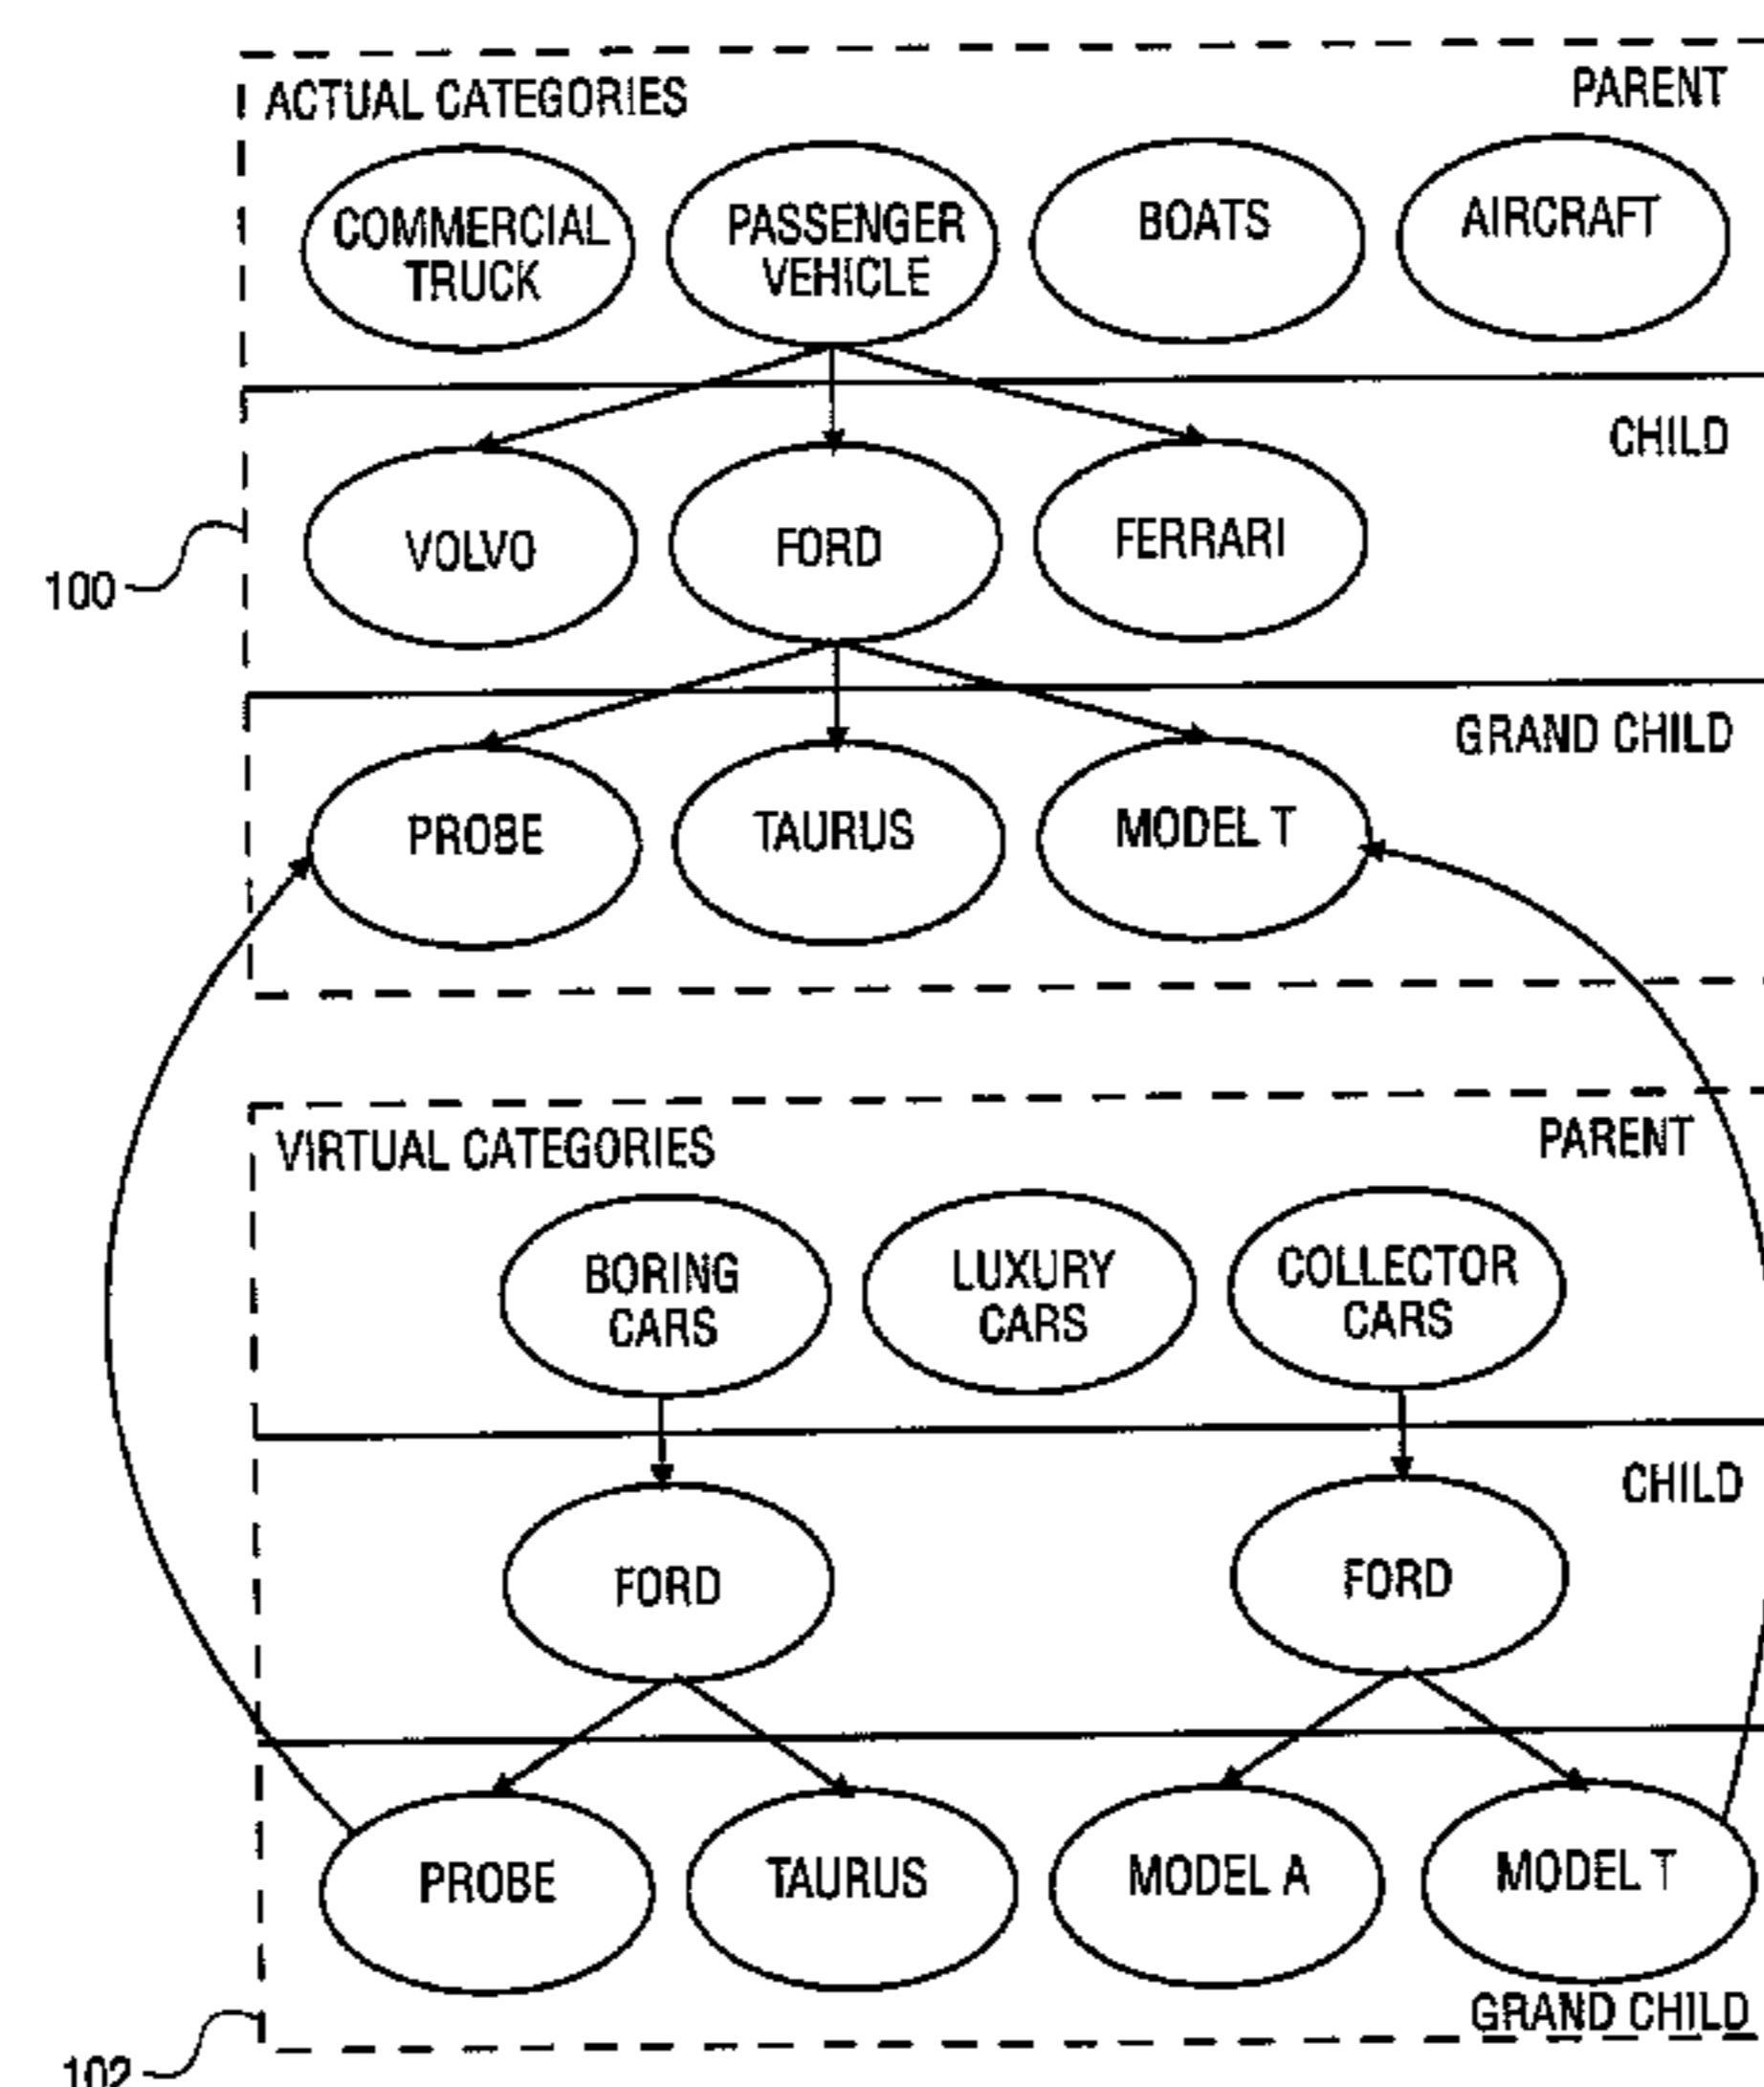 ACTUAL CATEGORIES
PARENT
COMMERCIAL
TRUCK
PASSENGER
VEHICLE
BOATS
AIRCRAFT
CHILD
VOLVO
FORD
FERRARI
100
GRAND CHILD
PROBE
TAURUS
MODEL T
VIRTUAL CATEGORIES
PARENT
BORING
CARS
LUXURY
CARS
COLLECTOR
CARS
CHILD
FORD
FORD
PROBE
TAURUS
MODEL A
MODEL T
GRAND CHILD
102